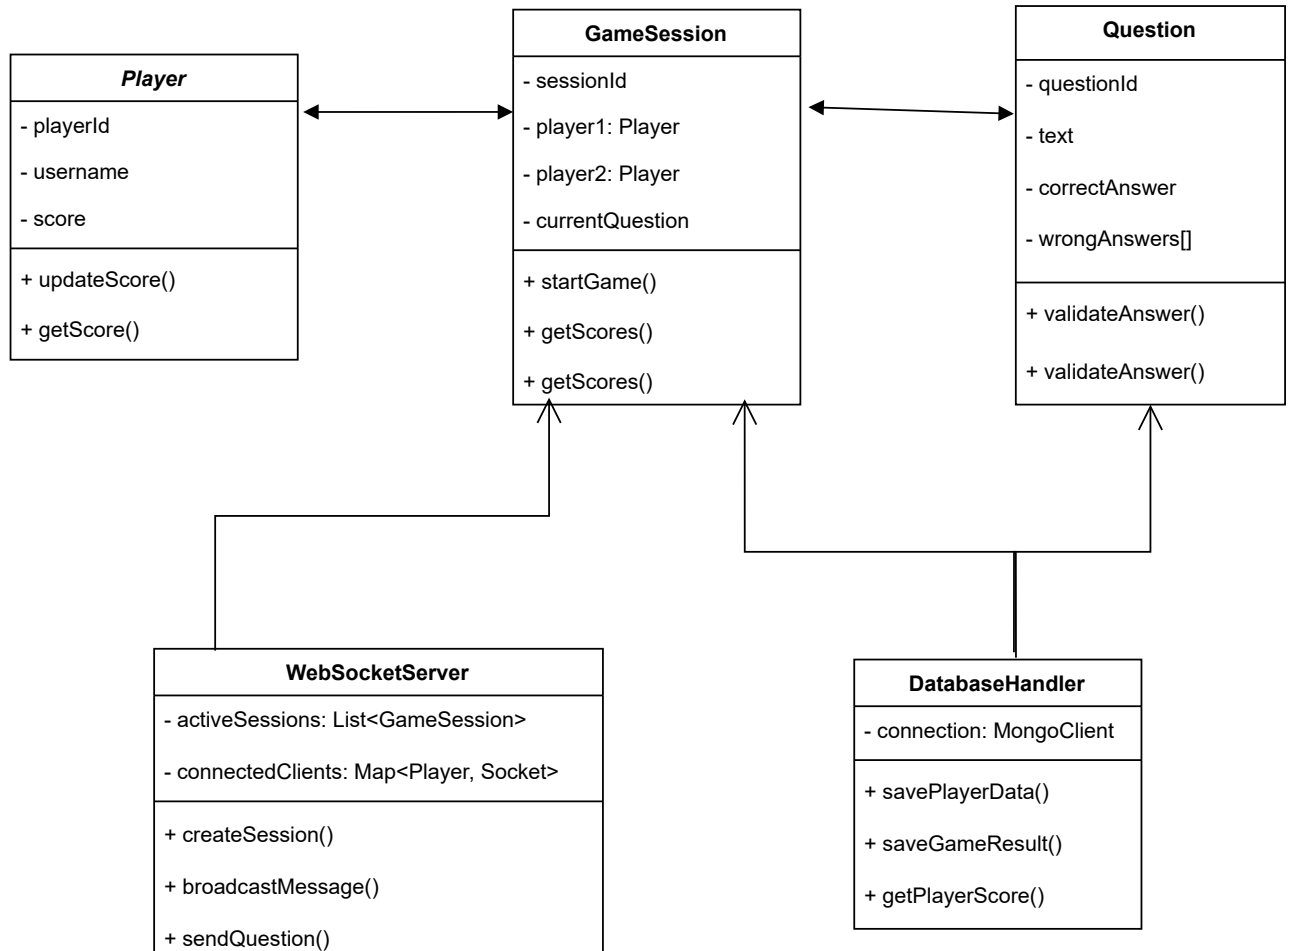 Player
- playerId
- username
- score
+ updateScore()
+ getScore()
GameSession
- sessionId
- player1: Player
- player2: Player
- currentQuestion
+ startGame()
+ getScores()
+ getScores()
Question
- questionId
- text
- correctAnswer
- wrongAnswers[]
+ validateAnswer()
+ validateAnswer()
WebSocketServer
- activeSessions: List<GameSession>
- connectedClients: Map<Player, Socket>
+ createSession()
+ broadcastMessage()
+ sendQuestion()
DatabaseHandler
- connection: MongoClient
+ savePlayerData()
+ saveGameResult()
+ getPlayerScore()